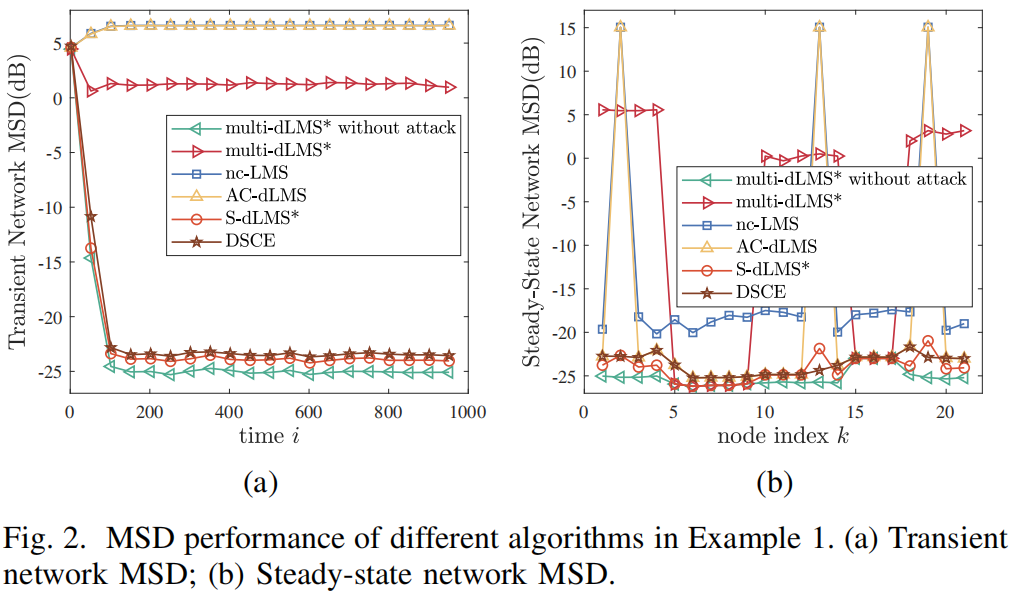 Transient Network MSD(dB)
5
0
-5
-10
-15
-20
-25
0
200
400
600
800
1000
time i
multi-dLMS* without attack
multi-dLMS*
nc-LMS
AC-dLMS
S-dLMS*
DSCE
(a)
Steady-State Network MSD(dB)
15
10
5
0
-5
-10
-15
-20
-25
0
5
10
15
20
node index k
multi-dLMS* without attack
multi-dLMS*
nc-LMS
AC-dLMS
S-dLMS*
DSCE
(b)
Fig. 2. MSD performance of different algorithms in Example 1. (a) Transient
network MSD; (b) Steady-state network MSD.